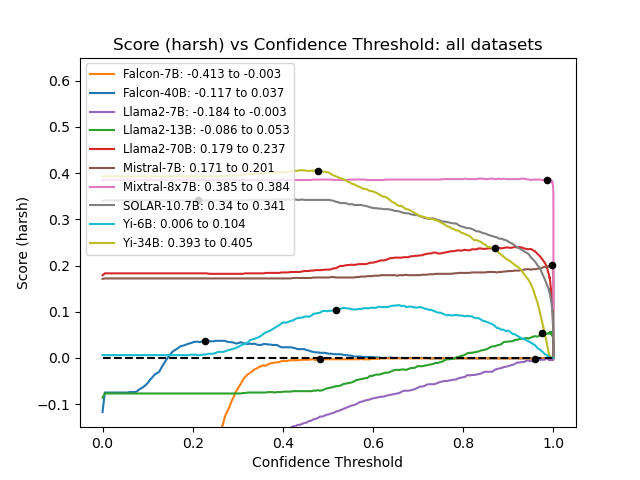 Score (harsh) vs Confidence Threshold: all datasets
Score (harsh)
0.6
0.5
0.4
0.3
0.2
0.1
0.0
−0.1
Falcon-7B: -0.413 to -0.003
Falcon-40B: -0.117 to 0.037
Llama2-7B: -0.184 to -0.003
Llama2-13B: -0.086 to 0.053
Llama2-70B: 0.179 to 0.237
Mistral-7B: 0.171 to 0.201
Mixtral-8x7B: 0.385 to 0.384
SOLAR-10.7B: 0.34 to 0.341
Yi-6B: 0.006 to 0.104
Yi-34B: 0.393 to 0.405
0.0 0.2 0.4 0.6 0.8 1.0
Confidence Threshold